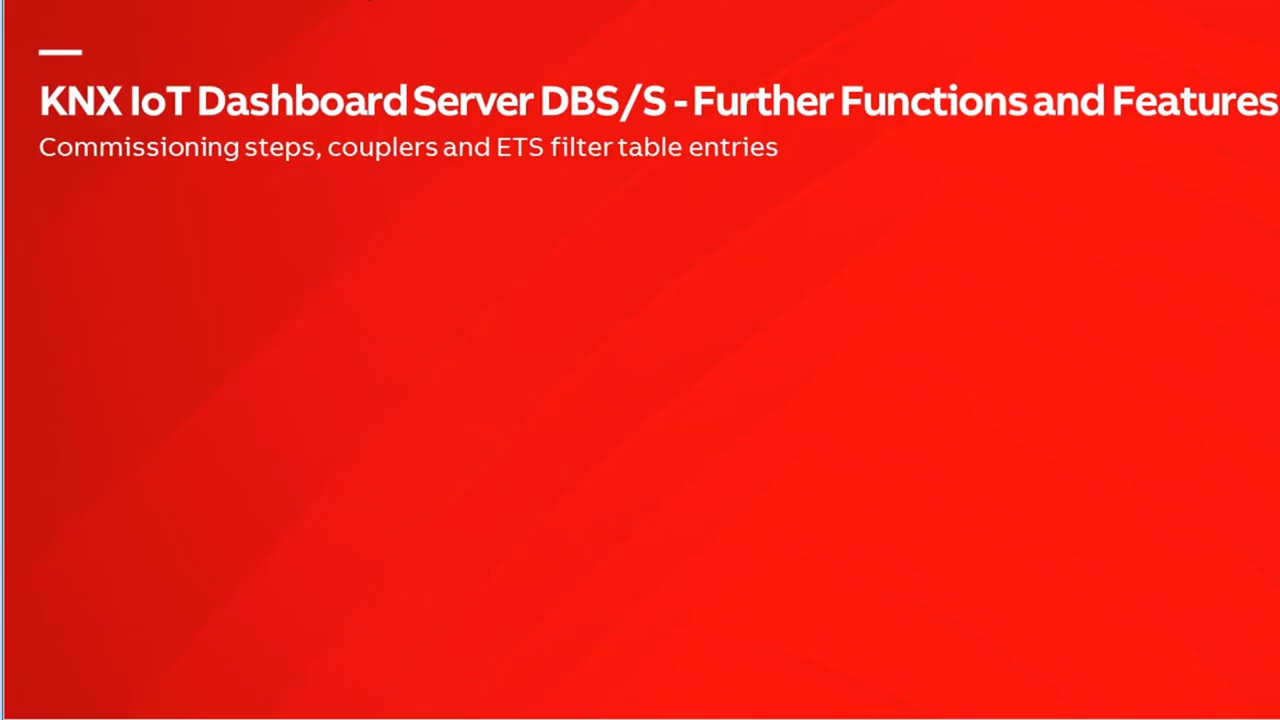 KNX IoT Dashboard Server DBS/S - Further Functions and Features
Commissioning steps, couplers and ETS filter table entries